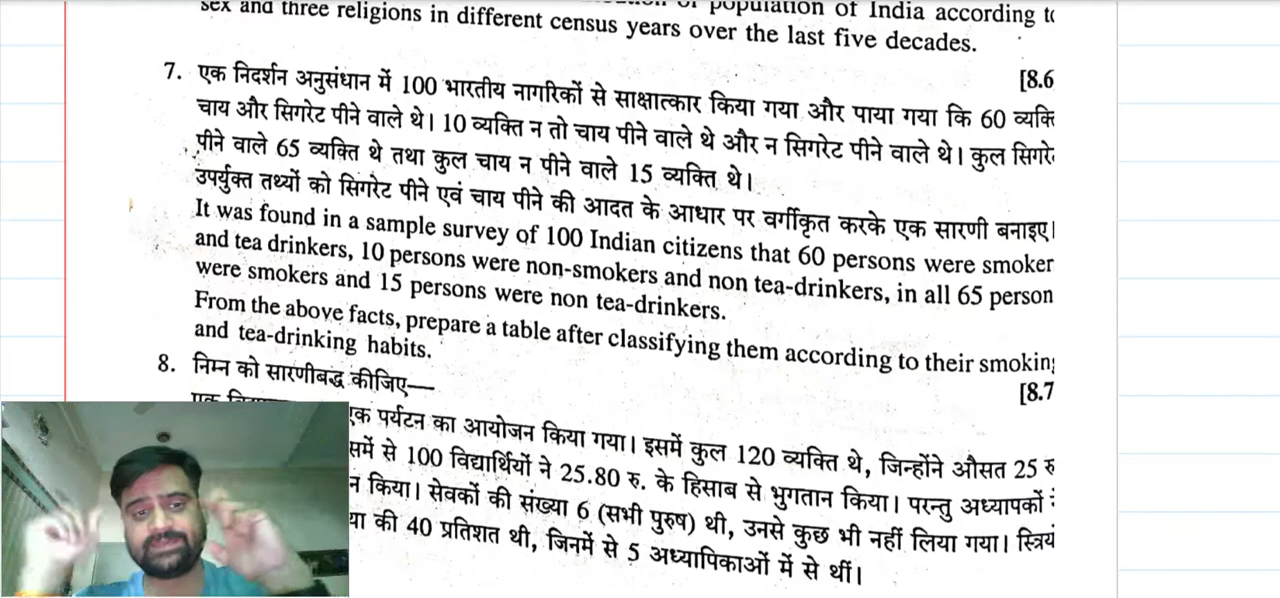 sex and three religions in different census years over the last five decades.
population of India according to
[8.6
7. एक निदर्शन अनुसंधान में 100 भारतीय नागरिकों से साक्षात्कार किया गया और पाया गया कि 60 व्यक्ति
चाय और सिगरेट पीने वाले थे। 10 व्यक्ति न तो चाय पीने वाले थे और न सिगरेट पीने वाले थे। कुल
पीने वाले 65 व्यक्ति थे तथा कुल चाय न पीने वाले 15 व्यक्ति थे।
उपर्युक्त तथ्यों को सिगरेट पीने एवं चाय पीने की आदत के आधार पर वर्गीकृत करके एक सारणी बनाइए।
It was found in a sample survey of 100 Indian citizens that 60 persons were smoker
and tea drinkers, 10 persons were non-smokers and non tea-drinkers, in all 65 person
were smokers and 15 persons were non tea-drinkers.
From the above facts, prepare a table after classifying them according to their
and tea-drinking habits.
[8.7
8. निम्न को सारणीबद्ध कीजिए—
एक पर्यटन का आयोजन किया गया। इसमें कुल 120 व्यक्ति थे, जिन्होंने औसत 25 रु
से 100 विद्यार्थियों ने 25.80 रु. के हिसाब से भुगतान किया। परन्तु अध्यापकों
किया। सेवकों की संख्या 6 (सभी पुरुष) थी, उनसे कुछ भी नहीं लिया गया।
की 40 प्रतिशत थी, जिनमें से 5 अध्यापिकाओं में से थीं।